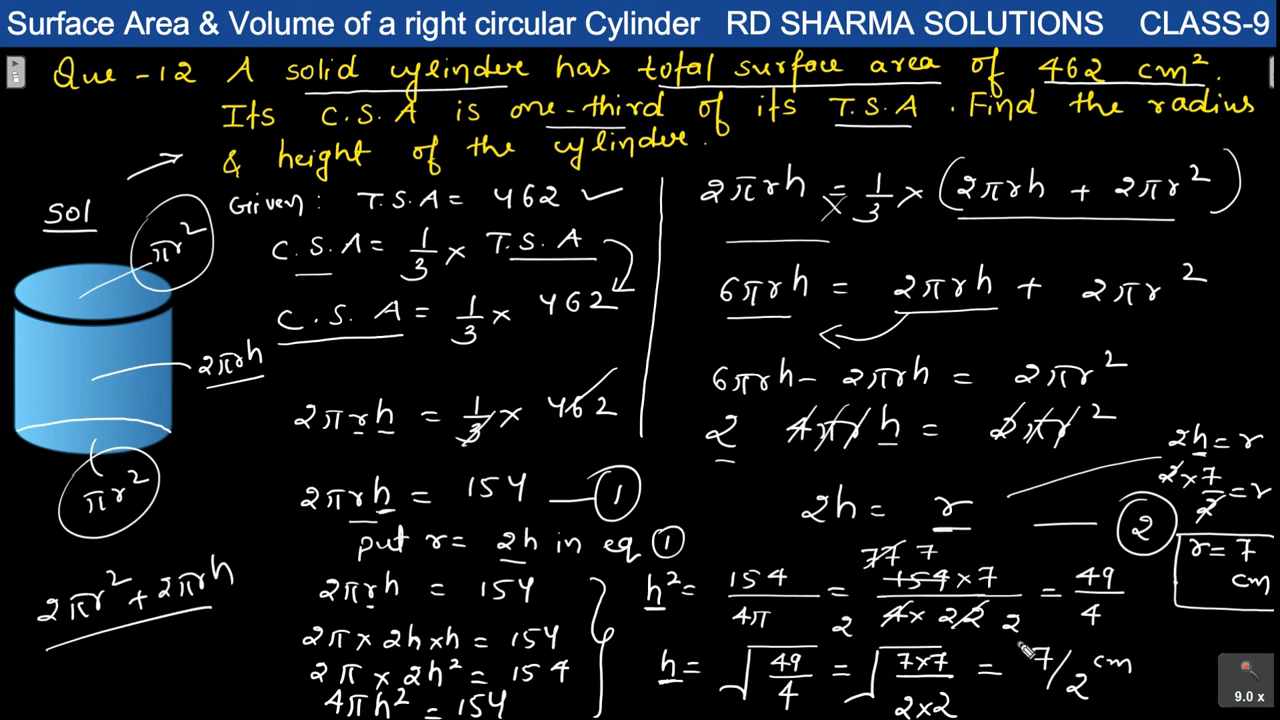 Surface Area & Volume of a right circular Cylinder RD SHARMA SOLUTIONS CLASS-9
Que - 12 A solid cylinder has total surface area of 462 cm².
Its C.S.A is one-third of its T.S.A. Find the radius
& height of the cylinder.
Sol
πr²
2πrh
πr²
2πr² + 2πrh
Given: T.S.A = 462 ✓
C.S.A = 1/3 × T.S.A
C.S.A = 1/3 × 462
2πrh = 1/3 × 462
2πrh = 154 — ①
put r = 2h in eq ①
2πrh = 154
2π × 2h × h = 154
2π × 2h² = 154
4πh² = 154
2πrh = 1/3 × (2πrh + 2πr²)
6πrh = 2πrh + 2πr²
6πrh - 2πrh = 2πr²
2 4πrh = 2πr²
2h = r — ②
h² = 154/4π = 154×7/4×22 = 49/4
77 7
2 2
h = √49/4 = √7×7/2×2 = 7/2 cm
2h = r
2×7/2 = r
r = 7
cm
9.0 x